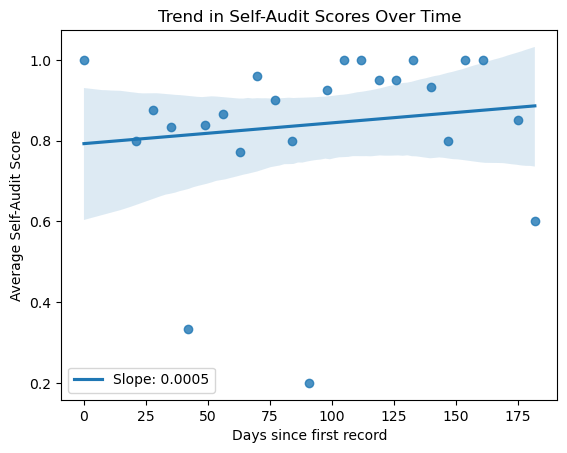 Trend in Self-Audit Scores Over Time
Average Self-Audit Score
1.0
0.8
0.6
0.4
0.2
Slope: 0.0005
0 25 50 75 100 125 150 175
Days since first record